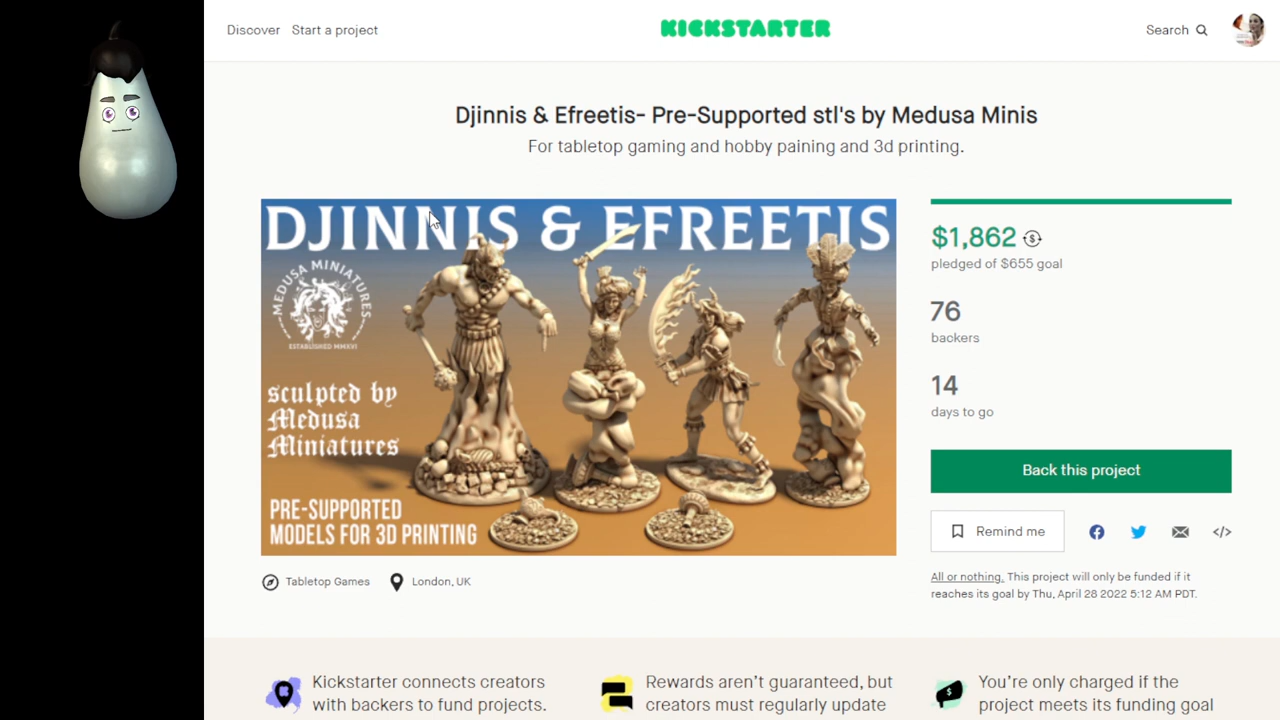 Discover Start a project KICKSTARTER Search
Djinnis & Efreetis- Pre-Supported stl's by Medusa Minis
For tabletop gaming and hobby paining and 3d printing.
DJINNIS & EFREETIS
MEDUSA MINIATURES
ESTABLISHED MMXVI
sculpted by
Medusa
Miniatures
PRE-SUPPORTED
MODELS FOR 3D PRINTING
Tabletop Games London, UK
$1,862
pledged of $655 goal
76
backers
14
days to go
Back this project
Remind me
All or nothing. This project will only be funded if it
reaches its goal by Thu, April 28 2022 5:12 AM PDT.
Kickstarter connects creators
with backers to fund projects.
Rewards aren't guaranteed, but
creators must regularly update
You're only charged if the
project meets its funding goal